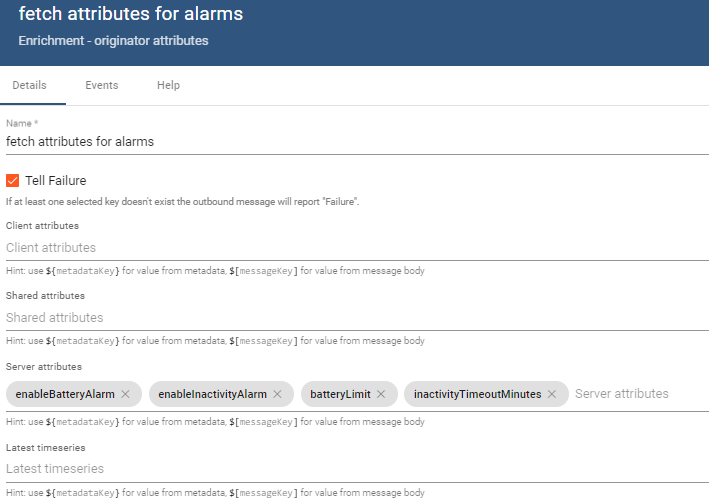 fetch attributes for alarms
Enrichment - originator attributes
Details Events Help
Name *
fetch attributes for alarms
Tell Failure
If at least one selected key doesn't exist the outbound message will report "Failure".
Client attributes
Client attributes
Hint: use ${metadataKey} for value from metadata, $[messageKey] for value from message body
Shared attributes
Shared attributes
Hint: use ${metadataKey} for value from metadata, $[messageKey] for value from message body
Server attributes
enableBatteryAlarm × enableInactivityAlarm × batteryLimit × inactivityTimeoutMinutes × Server attributes
Hint: use ${metadataKey} for value from metadata, $[messageKey] for value from message body
Latest timeseries
Latest timeseries
Hint: use ${metadataKey} for value from metadata, $[messageKey] for value from message body